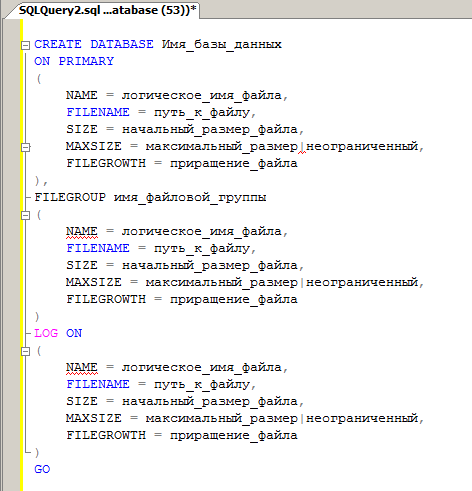 SQLQuery2.sql ...atabase (53))*
CREATE DATABASE Имя_базы_данных
ON PRIMARY
(
NAME = логическое_имя_файла,
FILENAME = путь_к_файлу,
SIZE = начальный_размер_файла,
MAXSIZE = максимальный_размер|неограниченный,
FILEGROWTH = приращение_файла
),
FILEGROUP имя_файловой_группы
(
NAME = логическое_имя_файла,
FILENAME = путь_к_файлу,
SIZE = начальный_размер_файла,
MAXSIZE = максимальный_размер|неограниченный,
FILEGROWTH = приращение_файла
)
LOG ON
(
NAME = логическое_имя_файла,
FILENAME = путь_к_файлу,
SIZE = начальный_размер_файла,
MAXSIZE = максимальный_размер|неограниченный,
FILEGROWTH = приращение_файла
)
GO